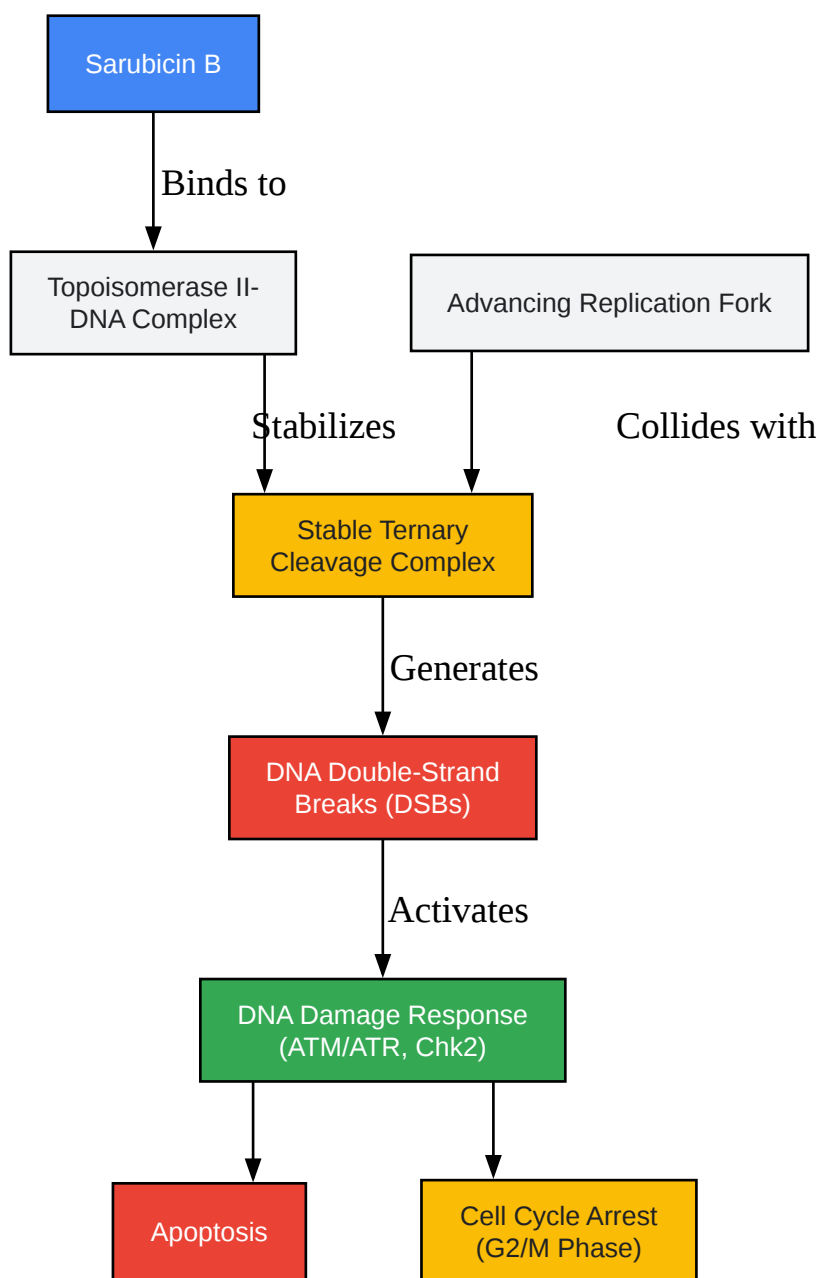 Sarubicin B
Binds to
Topoisomerase II-
DNA Complex
Advancing Replication Fork
Stabilizes
Collides with
Stable Ternary
Cleavage Complex
Generates
DNA Double-Strand
Breaks (DSBs)
Activates
DNA Damage Response
(ATM/ATR, Chk2)
Apoptosis
Cell Cycle Arrest
(G2/M Phase)